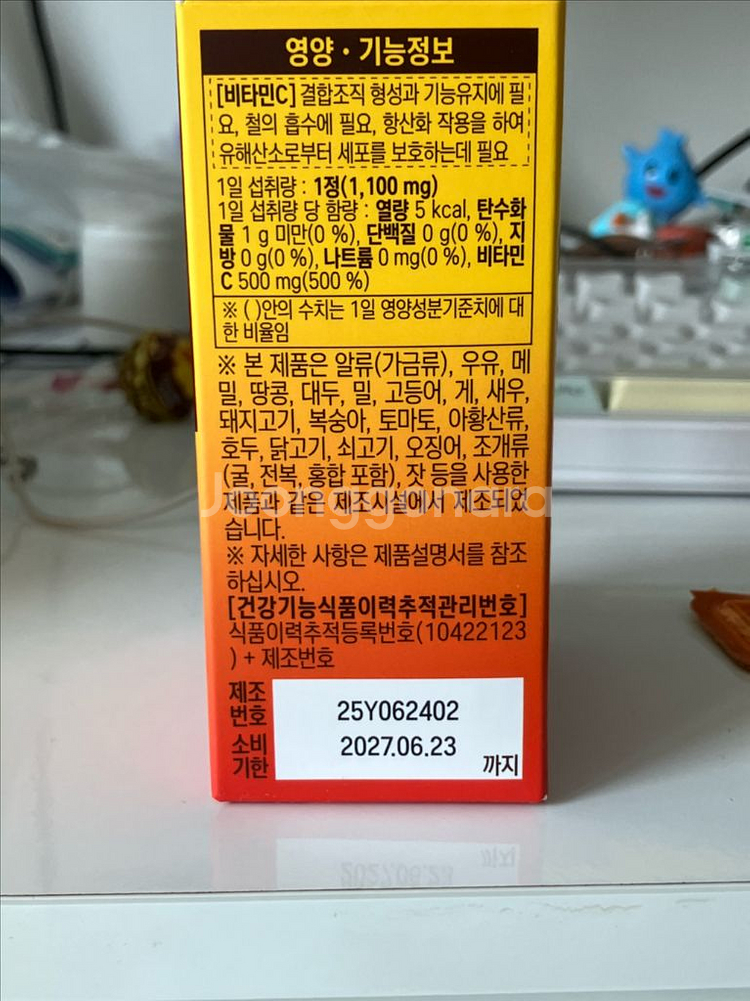 영양·기능정보
[비타민C] 결합조직 형성과 기능유지에 필
요, 철의 흡수에 필요, 항산화 작용을 하여
유해산소로부터 세포를 보호하는데 필요
1일 섭취량 : 1정(1,100 mg)
1일 섭취량 당 함량 : 열량 5 kcal, 탄수화
물 1 g 미만(0 %), 단백질 0 g(0 %), 지
방 0 g(0 %), 나트륨 0 mg(0 %), 비타민
C 500 mg(500 %)
※ ( )안의 수치는 1일 영양성분기준치에 대
한 비율임
※ 본 제품은 알류(가금류), 우유, 메
밀, 땅콩, 대두, 밀, 고등어, 게, 새우,
돼지고기, 복숭아, 토마토, 아황산류,
호두, 닭고기, 쇠고기, 오징어, 조개류
(굴, 전복, 홍합 포함), 잣 등을 사용한
제품과 같은 제조시설에서 제조되었
습니다.
※ 자세한 사항은 제품설명서를 참조
하십시오.
[건강기능식품이력추적관리번호]
식품이력추적등록번호(10422123
) + 제조번호
제조
번호 25Y062402
소비
기한 2027.06.23 까지
Joonggonara